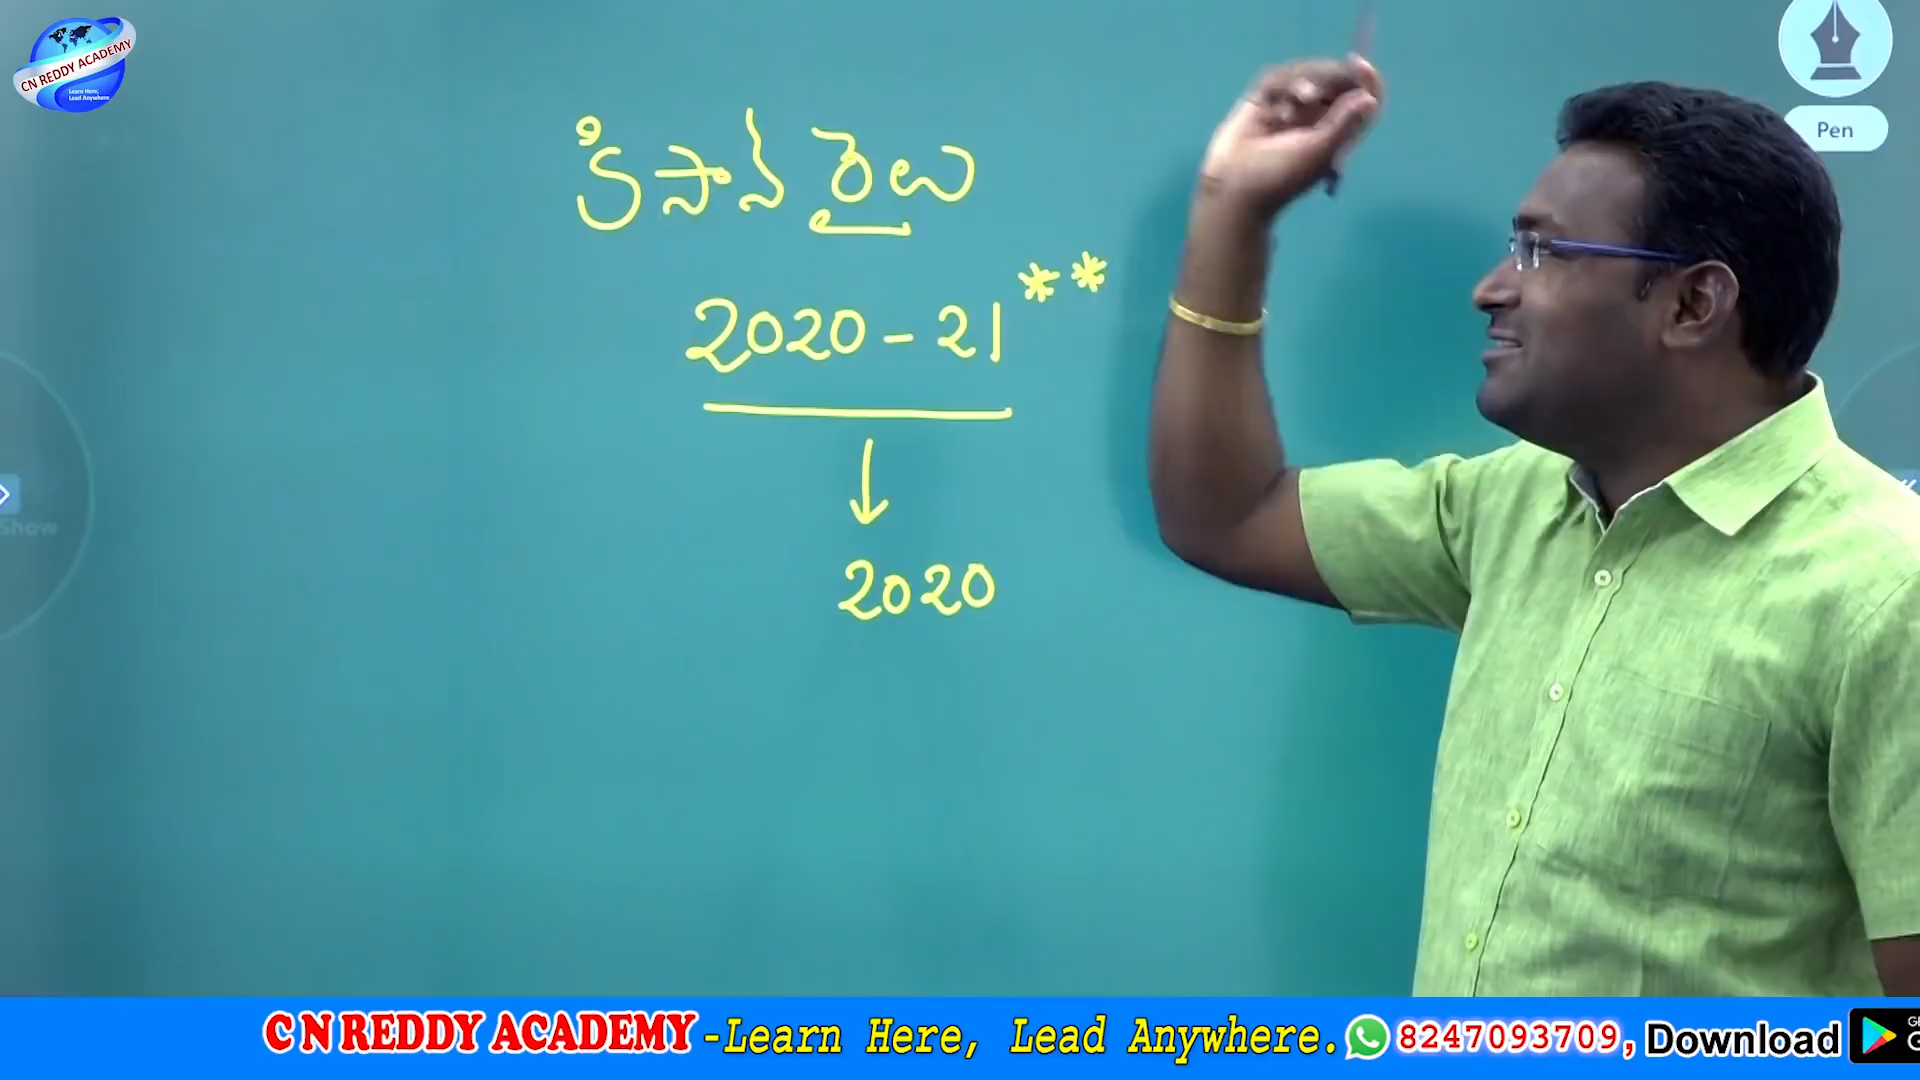 CN REDDY ACADEMY
Learn Here,
Lead Anywhere
Pen
కిసాన్ రైలు
2020-21**
2020
Show
C N REDDY ACADEMY -Learn Here, Lead Anywhere. 8247093709, Download